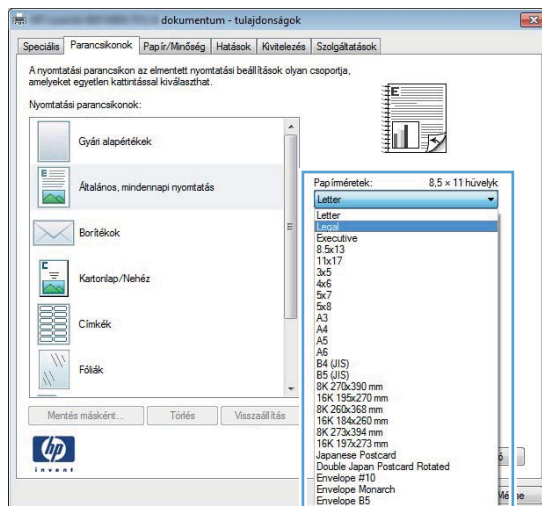 dokumentum - tulajdonságok
Speciális Parancsikonok Papír/Minőség Hatások Kivitelezés Szolgáltatások
A nyomtatási parancsikon az elmentett nyomtatási beállítások olyan csoportja,
amelyeket egyetlen kattintással kiválaszthat.
Nyomtatási parancsikonok:
E
Gyári alapértékek
E
Általános, mindennapi nyomtatás
Borítékok
E
Kartonlap/Nehéz
Címkék
Fóliák
Papírméretek: 8,5 × 11 hüvelyk
Letter
Letter
Legal
Executive
8.5x13
11x17
3x5
4x6
5x7
5x8
A3
A4
A5
A6
B4 (JIS)
B5 (JIS)
8K 270x390 mm
16K 195x270 mm
8K 260x368 mm
16K 184x260 mm
8K 273x394 mm
16K 197x273 mm
Japanese Postcard
Double Japan Postcard Rotated
Envelope #10
Envelope Monarch
Envelope B5
Mentés másként... Törlés Visszaállítás
hp
invent